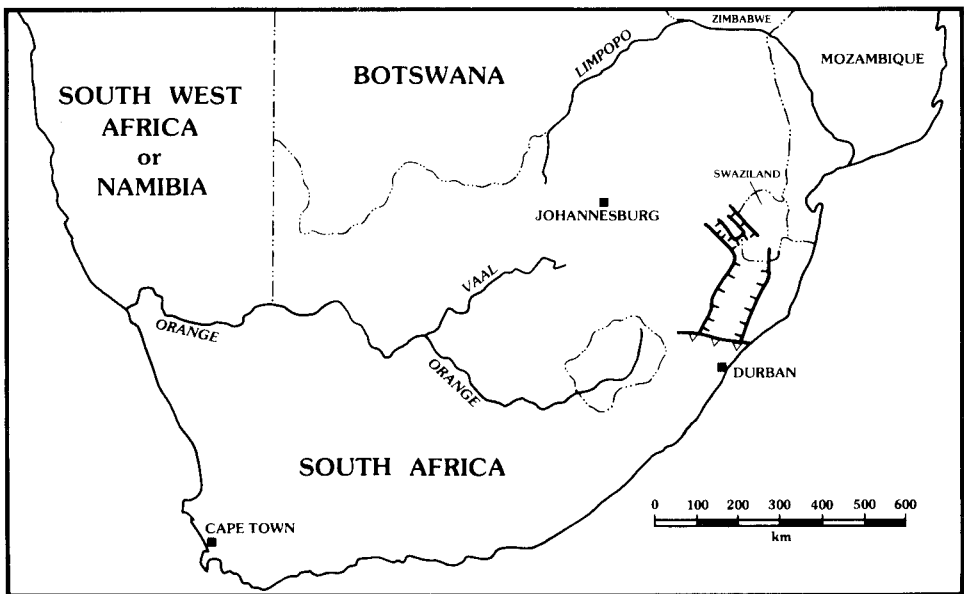 ZIMBABWE
MOZAMBIQUE
LIMPOPO
BOTSWANA
SOUTH WEST
AFRICA
or
NAMIBIA
SWAZILAND
JOHANNESBURG
VAAL
ORANGE
ORANGE
DURBAN
SOUTH AFRICA
CAPE TOWN
0 100 200 300 400 500 600
km